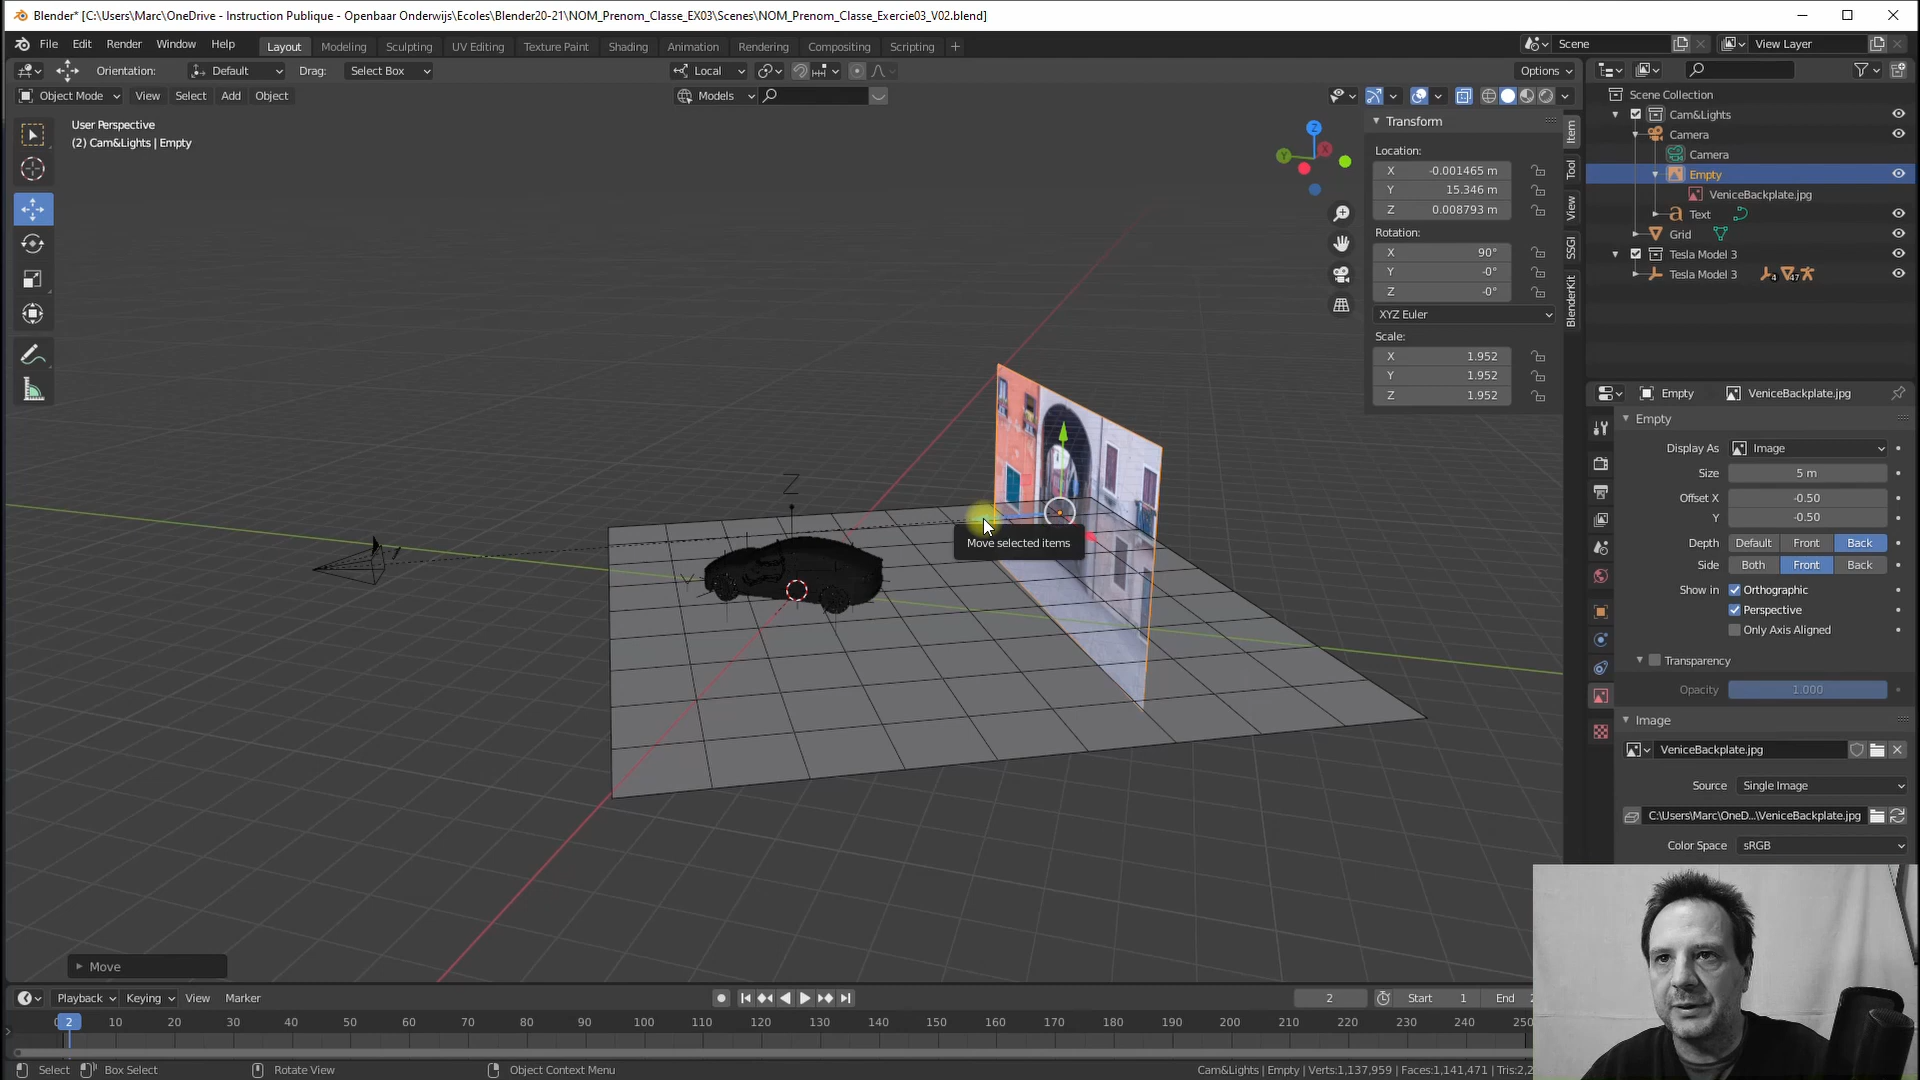 Blender* [C:\Users\Marc\OneDrive - Instruction Publique - Openbaar Onderwijs\Ecoles\Blender20-21\NOM_Prenom_Classe_EX03\Scenes\NOM_Prenom_Classe_Exercie03_V02.blend]
File Edit Render Window Help Layout Modeling Sculpting UV Editing Texture Paint Shading Animation Rendering Compositing Scripting + Scene View Layer
Orientation: Default Drag: Select Box Local Options
Object Mode View Select Add Object Models
User Perspective
(2) Cam&Lights | Empty
Z
Y
X
Transform
Location:
X -0.001465 m
Y 15.346 m
Z 0.008793 m
Rotation:
X 90°
Y -0°
Z -0°
XYZ Euler
Scale:
X 1.952
Y 1.952
Z 1.952
Item
Tool
View
SSGI
BlenderKit
Scene Collection
Cam&Lights
Camera
Camera
Empty
VeniceBackplate.jpg
Text
Grid
Tesla Model 3
Tesla Model 3 4 47
Z
Y
Move selected items
Empty VeniceBackplate.jpg
Empty
Display As Image
Size 5 m
Offset X -0.50
Y -0.50
Depth Default Front Back
Side Both Front Back
Show in Orthographic
Perspective
Only Axis Aligned
Transparency
Opacity 1.000
Image
VeniceBackplate.jpg
Source Single Image
C:\Users\Marc\OneD...\VeniceBackplate.jpg
Color Space sRGB
Move
Playback Keying View Marker 2 Start 1 End
2 10 20 30 40 50 60 70 80 90 100 110 120 130 140 150 160 170 180 190 200 210 220 230 240
Select Box Select Rotate View Object Context Menu Cam&Lights | Empty | Verts:1,137,959 | Faces:1,141,471 | Tris:2,2